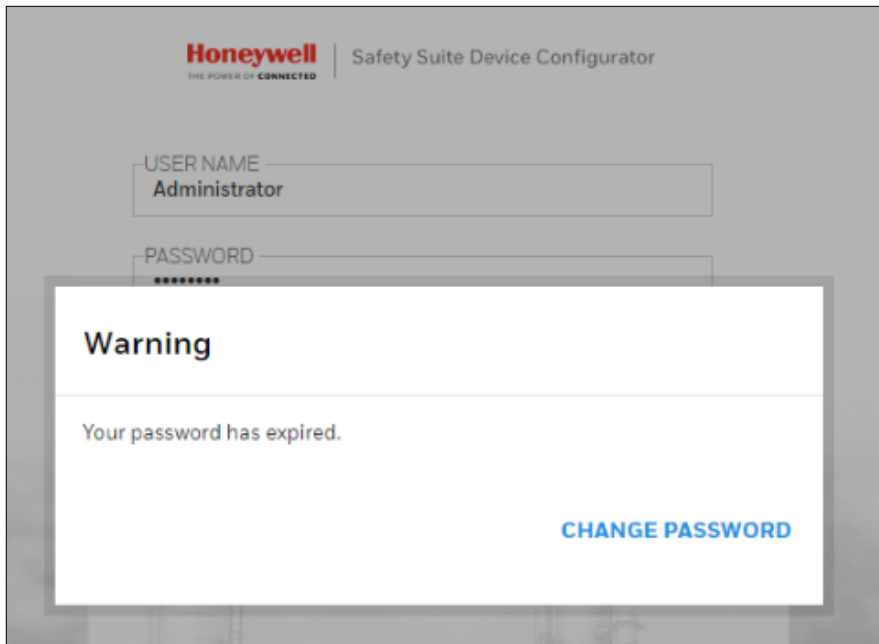 Honeywell
THE POWER OF CONNECTED
Safety Suite Device Configurator
USER NAME
Administrator
PASSWORD
••••••••
Warning
Your password has expired.
CHANGE PASSWORD